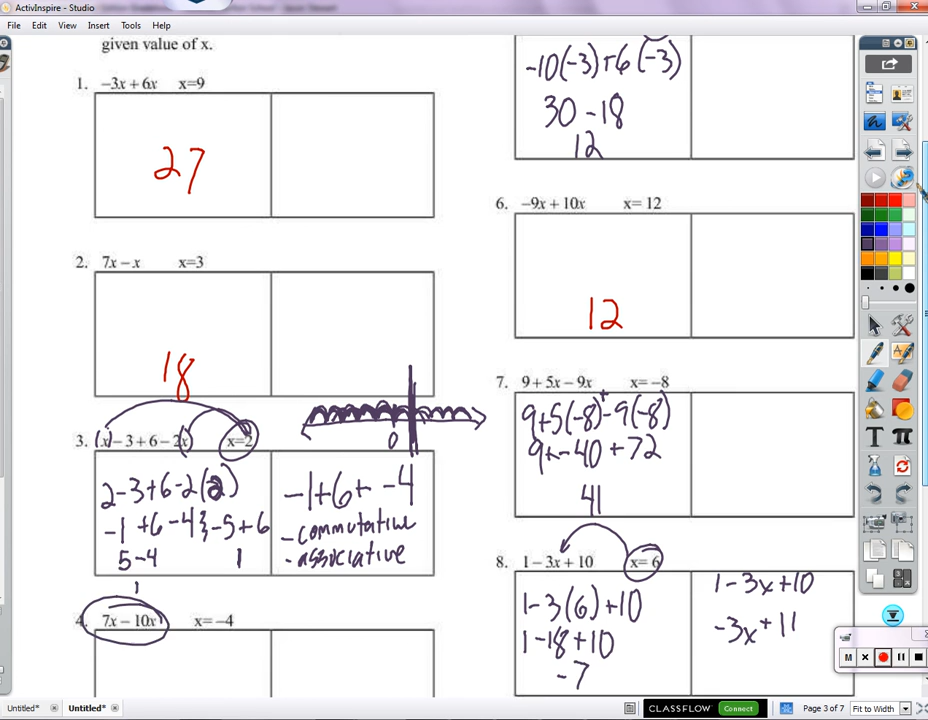 ActivInspire - Studio
File Edit View Insert Tools Help
given value of x.
1. −3x + 6x x=9
27
2. 7x − x x=3
18
0
3. (x) − 3 + 6 − 2x x=2
2-3+6-2(2)
-1 +6 -4 } -5 + 6
5-4 1
1
-1+6+ -4
-commutative
-associative
4. 7x − 10x x= −4
-10(-3)+6(-3)
30 -18
12
6. −9x + 10x x= 12
12
7. 9 + 5x − 9x x= −8
9+5(-8)+-9(-8)
9+-40 +72
41
8. 1 − 3x + 10 x= 6
1-3(6)+10
1-18+10
-7
1-3x+10
-3x+11
Untitled* Untitled* CLASSFLOW Connect Page 3 of 7 Fit to Width